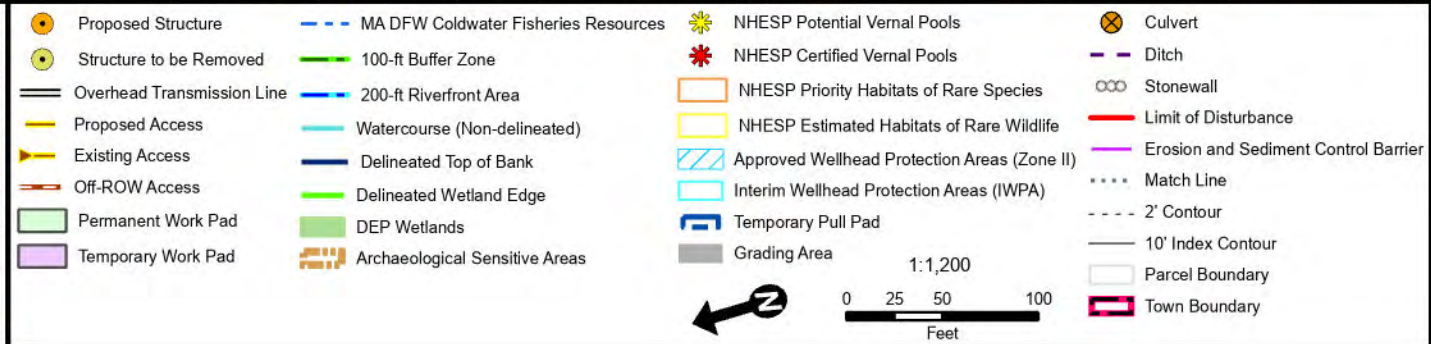 Proposed Structure
Structure to be Removed
Overhead Transmission Line
Proposed Access
Existing Access
Off-ROW Access
Permanent Work Pad
Temporary Work Pad
MA DFW Coldwater Fisheries Resources
100-ft Buffer Zone
200-ft Riverfront Area
Watercourse (Non-delineated)
Delineated Top of Bank
Delineated Wetland Edge
DEP Wetlands
Archaeological Sensitive Areas
NHESP Potential Vernal Pools
NHESP Certified Vernal Pools
NHESP Priority Habitats of Rare Species
NHESP Estimated Habitats of Rare Wildlife
Approved Wellhead Protection Areas (Zone II)
Interim Wellhead Protection Areas (IWPA)
Temporary Pull Pad
Grading Area
N
1:1,200
0 25 50 100
Feet
Culvert
Ditch
Stonewall
Limit of Disturbance
Erosion and Sediment Control Barrier
Match Line
2' Contour
10' Index Contour
Parcel Boundary
Town Boundary